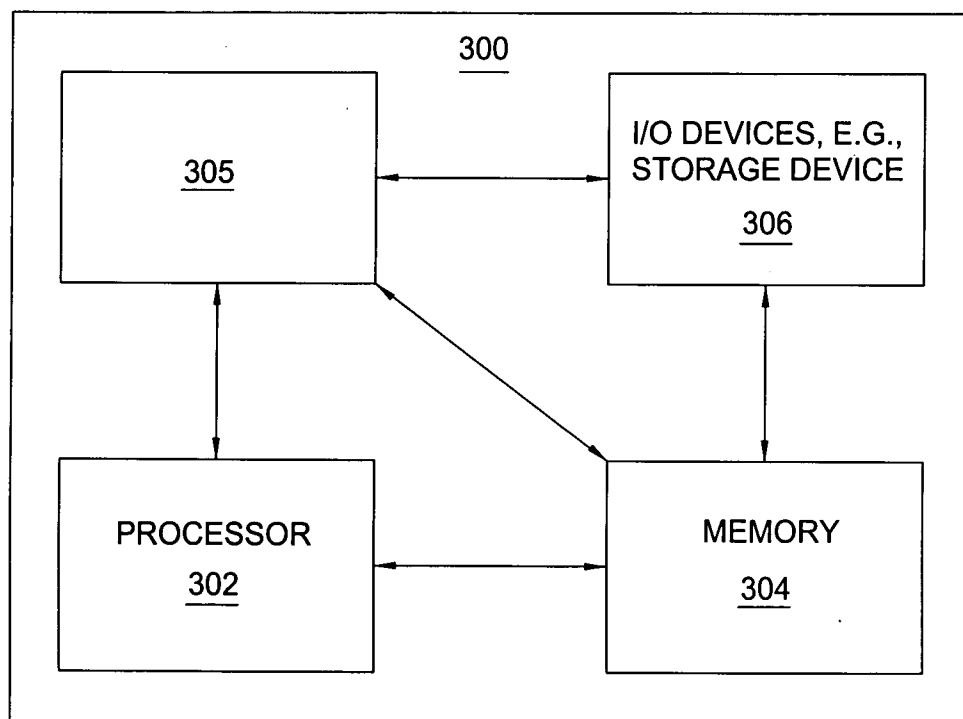 300
305
I/O DEVICES, E.G.,
STORAGE DEVICE
306
PROCESSOR
302
MEMORY
304